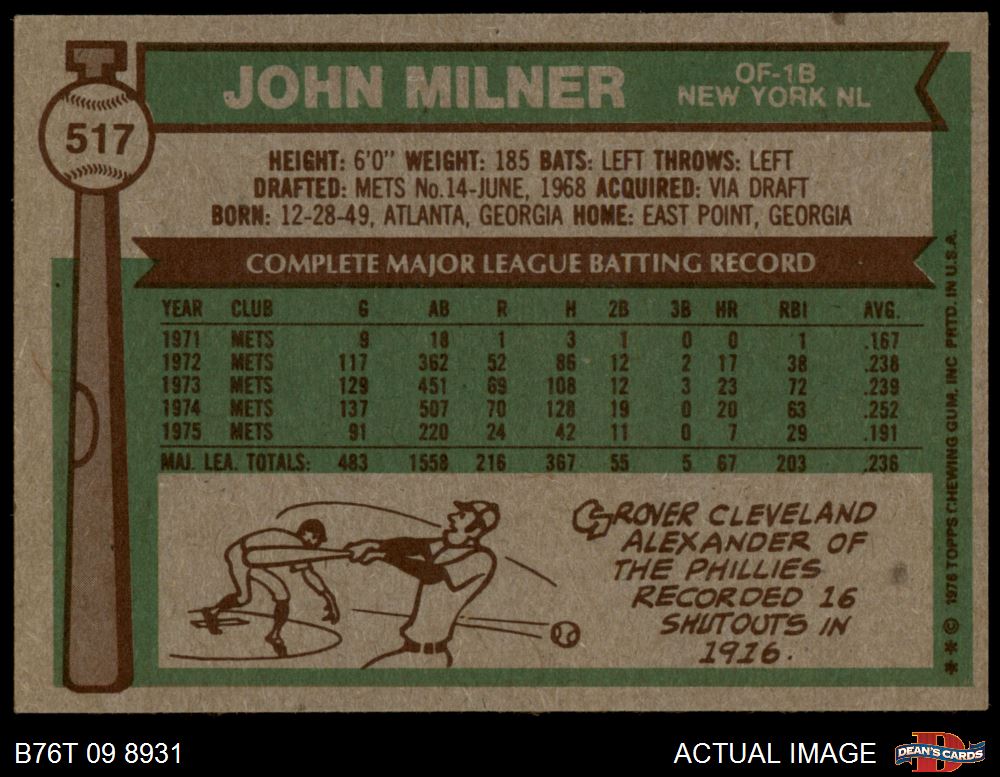 JOHN MILNER
OF-1B
NEW YORK NL
517
HEIGHT: 6'0" WEIGHT: 185 BATS: LEFT THROWS: LEFT
DRAFTED: METS No.14-JUNE, 1968 ACQUIRED: VIA DRAFT
BORN: 12-28-49, ATLANTA, GEORGIA HOME: EAST POINT, GEORGIA
COMPLETE MAJOR LEAGUE BATTING RECORD
YEAR CLUB G AB R H 2B 3B HR RBI AVG.
1971 METS 9 18 1 3 1 0 0 1 .167
1972 METS 117 362 52 86 12 2 17 38 .238
1973 METS 129 451 69 108 12 3 23 72 .239
1974 METS 137 507 70 128 19 0 20 63 .252
1975 METS 91 220 24 42 11 0 7 29 .191
MAJ. LEA. TOTALS: 483 1558 216 367 55 5 67 203 .236
GROVER CLEVELAND
ALEXANDER OF
THE PHILLIES
RECORDED 16
SHUTOUTS IN
1916.
** © 1976 TOPPS CHEWING GUM, INC PRTD. IN U.S.A.
B76T 09 8931
ACTUAL IMAGE
DEAN'S CARDS